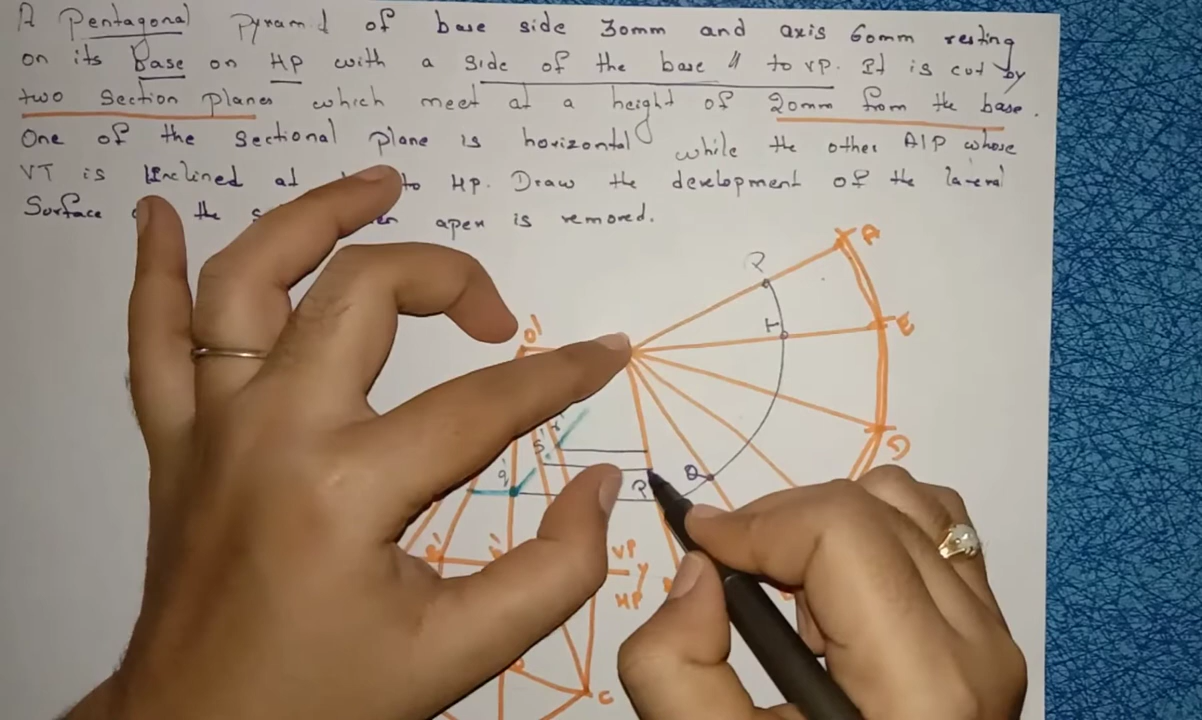 A Pentagonal Pyramid of base side 30mm and axis 60mm resting
on its Base on HP with a side of the base 11 to VP. It is cut by
two section planes which meet at a height of 20mm from the base.
One of the sectional plane is horizontal while the other AIP whose
VT is inclined at to HP. Draw the development of the lateral
Surface the apex is removed.
P
A
T
E
D
O'
r'
s'
q'
P
Q
e'
VP
y
HP
C